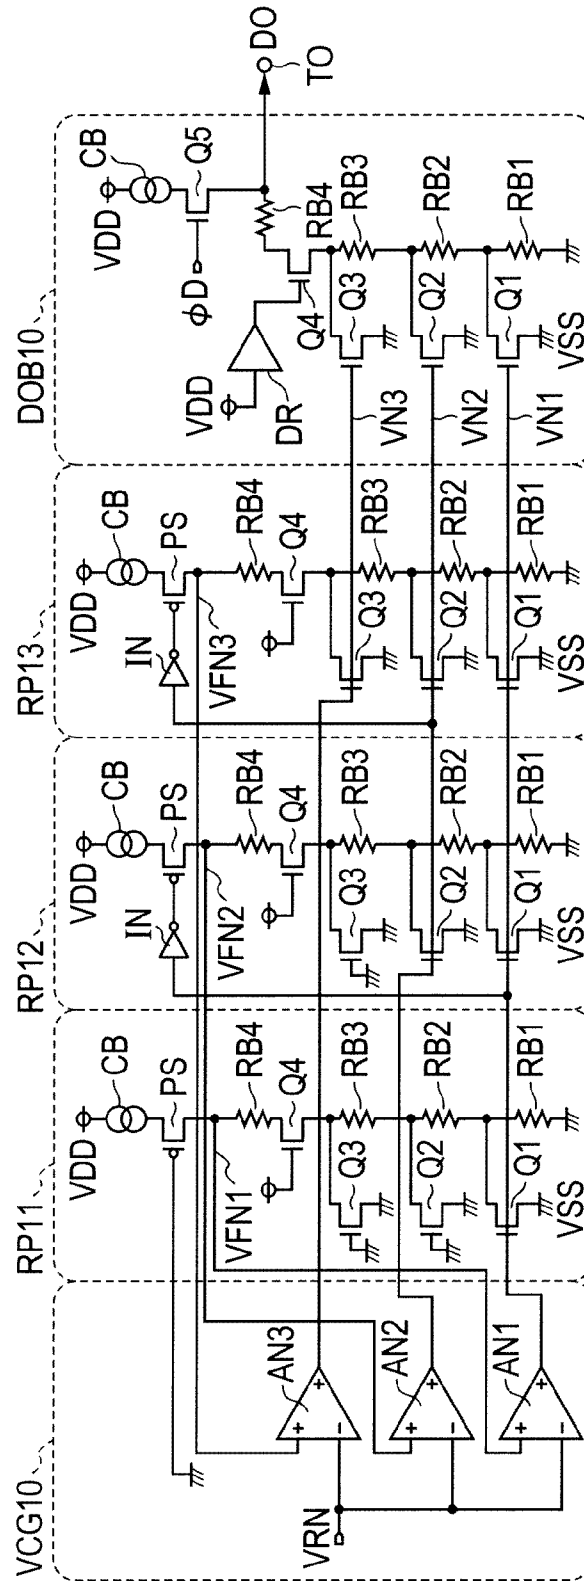 VCG10
VRN
AN3
+
−
+
AN2
+
−
+
AN1
+
−
+
RP11
VDD
CB
PS
VFN1
RB4
Q4
Q3
RB3
Q2
RB2
Q1
RB1
VSS
RP12
VDD
CB
IN
PS
VFN2
RB4
Q4
Q3
RB3
Q2
RB2
Q1
RB1
VSS
RP13
VDD
CB
IN
PS
VFN3
RB4
Q4
Q3
RB3
Q2
RB2
Q1
RB1
VSS
DOB10
VDD
CB
ϕD
Q5
VDD
DR
RB4
Q4
DO
TO
VN3
Q3
RB3
VN2
Q2
RB2
VN1
Q1
RB1
VSS